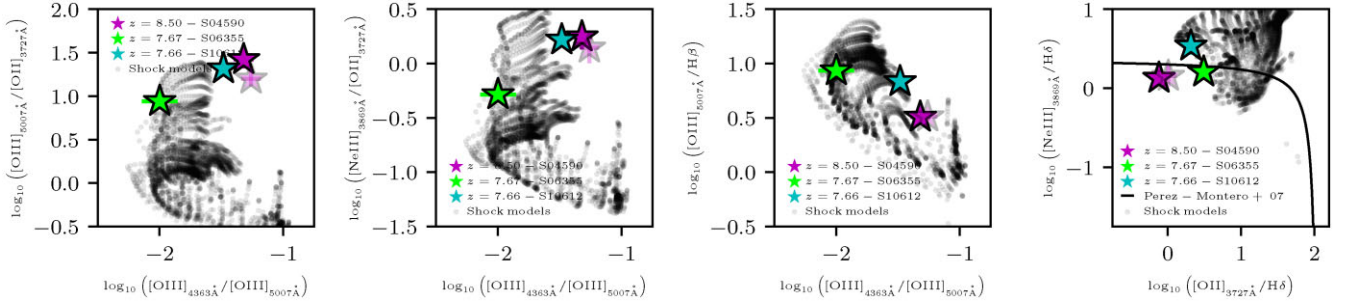 log₁₀ ([OIII]₅₀₀₇Å/[OII]₃₇₂₇Å)
2.0
1.5
1.0
0.5
0.0
−0.5
z = 8.50 − S04590
z = 7.67 − S06355
z = 7.66 − S10612
Shock models
−2
−1
log₁₀ ([OIII]₄₃₆₃Å/[OIII]₅₀₀₇Å)
log₁₀ ([NeIII]₃₈₆₉Å/[OII]₃₇₂₇Å)
0.5
0.0
−0.5
−1.0
−1.5
z = 8.50 − S04590
z = 7.67 − S06355
z = 7.66 − S10612
Shock models
−2
−1
log₁₀ ([OIII]₄₃₆₃Å/[OIII]₅₀₀₇Å)
log₁₀ ([OIII]₅₀₀₇Å/Hβ)
1.5
1.0
0.5
0.0
−0.5
−1.0
z = 8.50 − S04590
z = 7.67 − S06355
z = 7.66 − S10612
Shock models
−2
−1
log₁₀ ([OIII]₄₃₆₃Å/[OIII]₅₀₀₇Å)
log₁₀ ([NeIII]₃₈₆₉Å/Hδ)
1
0
−1
z = 8.50 − S04590
z = 7.67 − S06355
z = 7.66 − S10612
Perez − Montero + 07
Shock models
−1
0
1
2
log₁₀ ([OII]₃₇₂₇Å/Hδ)